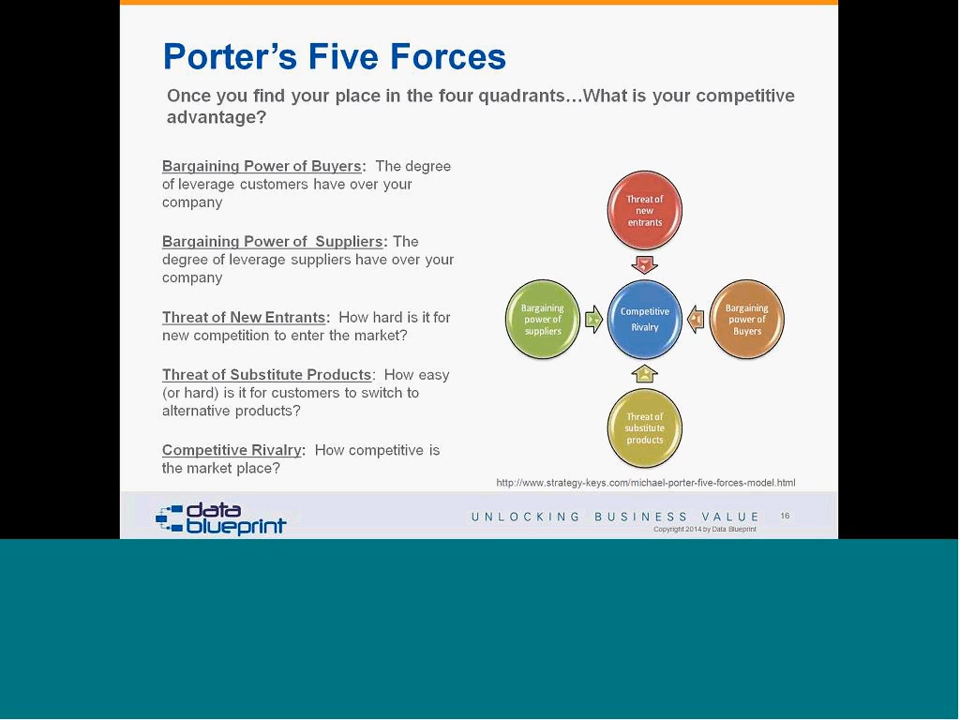 Porter's Five Forces
Once you find your place in the four quadrants…What is your competitive
advantage?
Bargaining Power of Buyers: The degree
of leverage customers have over your
company
Bargaining Power of Suppliers: The
degree of leverage suppliers have over your
company
Threat of New Entrants: How hard is it for
new competition to enter the market?
Threat of Substitute Products: How easy
(or hard) is it for customers to switch to
alternative products?
Competitive Rivalry: How competitive is
the market place?
Threat of
new
entrants
Bargaining
power of
suppliers
Competitive
Rivalry
Bargaining
power of
Buyers
Threat of
substitute
products
http://www.strategy-keys.com/michael-porter-five-forces-model.html
data
blueprint
UNLOCKING BUSINESS VALUE
16
Copyright 2014 by Data Blueprint